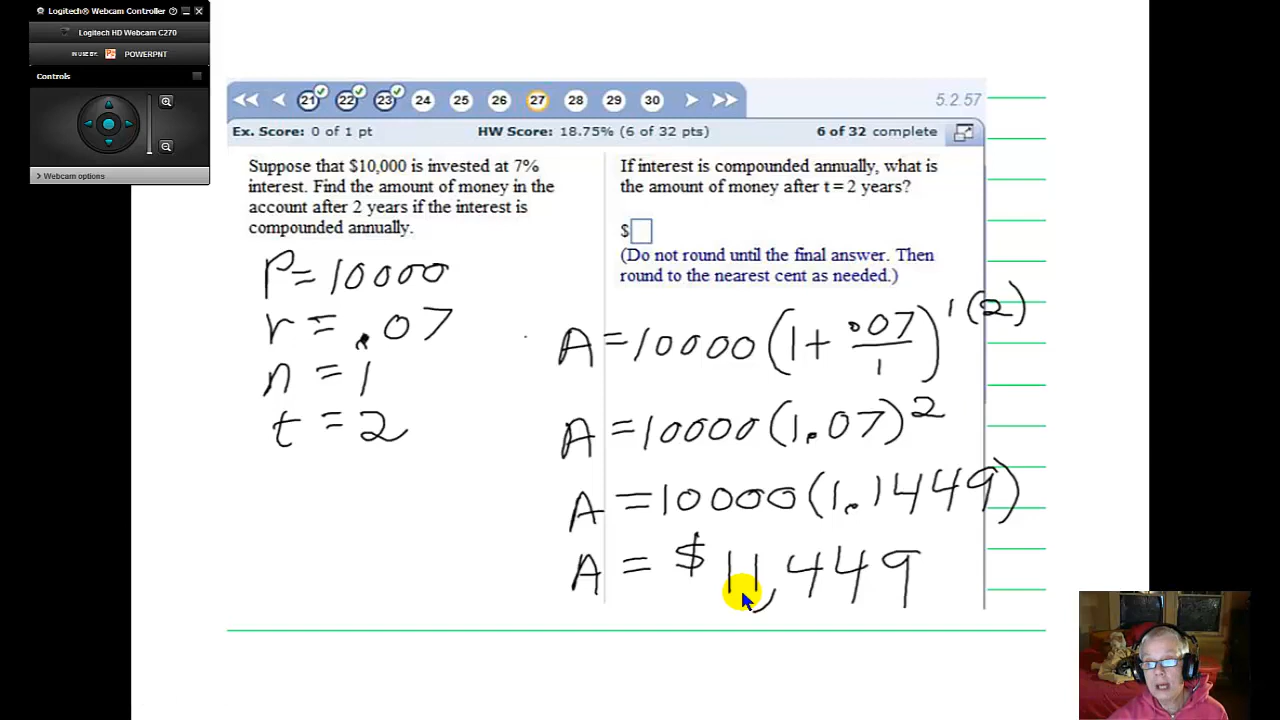 Logitech® Webcam Controller
Logitech HD Webcam C270
IN USE BY: POWERPNT
Controls
Webcam options
21 22 23 24 25 26 27 28 29 30
5.2.57
Ex. Score: 0 of 1 pt
HW Score: 18.75% (6 of 32 pts)
6 of 32 complete
Suppose that $10,000 is invested at 7%
interest. Find the amount of money in the
account after 2 years if the interest is
compounded annually.
P=10000
r=.07
n=1
t=2
If interest is compounded annually, what is
the amount of money after t = 2 years?
$
(Do not round until the final answer. Then
round to the nearest cent as needed.)
A=10000(1+.07/1)^1(2)
A=10000(1.07)^2
A=10000(1.1449)
A=$11,449